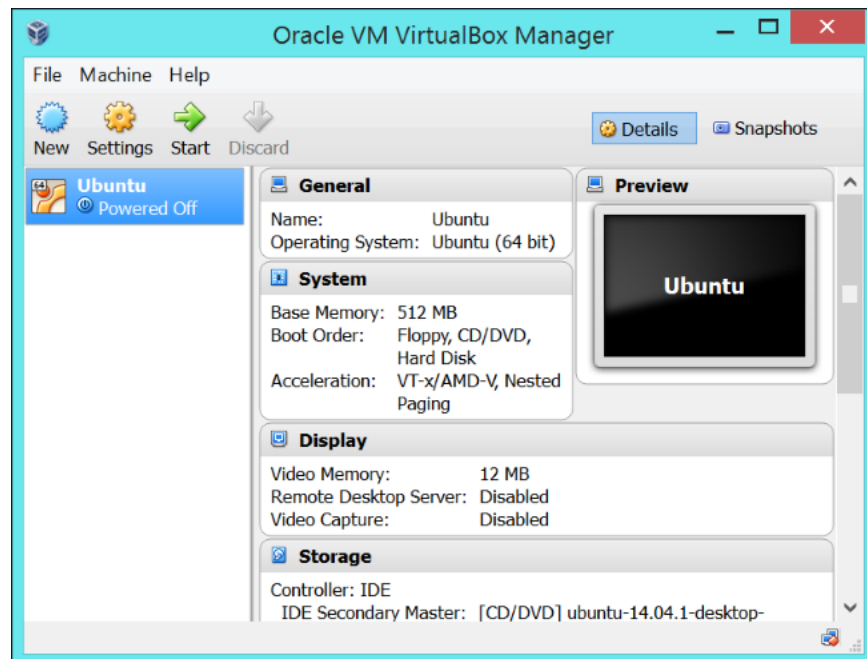 Oracle VM VirtualBox Manager
File Machine Help
New Settings Start Discard
Details Snapshots
64 Ubuntu
Powered Off
General
Name: Ubuntu
Operating System: Ubuntu (64 bit)
System
Base Memory: 512 MB
Boot Order: Floppy, CD/DVD,
Hard Disk
Acceleration: VT-x/AMD-V, Nested
Paging
Preview
Ubuntu
Display
Video Memory: 12 MB
Remote Desktop Server: Disabled
Video Capture: Disabled
Storage
Controller: IDE
IDE Secondary Master: [CD/DVD] ubuntu-14.04.1-desktop-